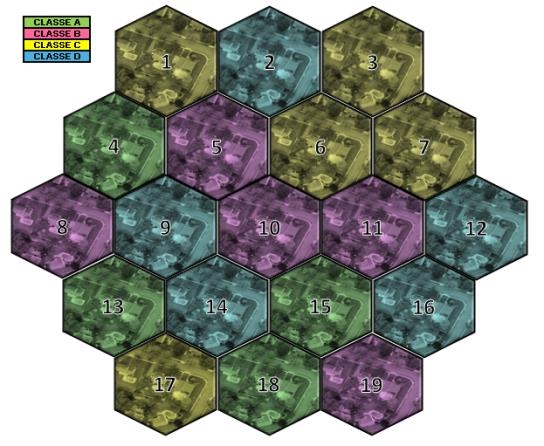 CLASSE A
CLASSE B
CLASSE C
CLASSE D
1 2 3
4 5 6 7
8 9 10 11 12
13 14 15 16
17 18 19